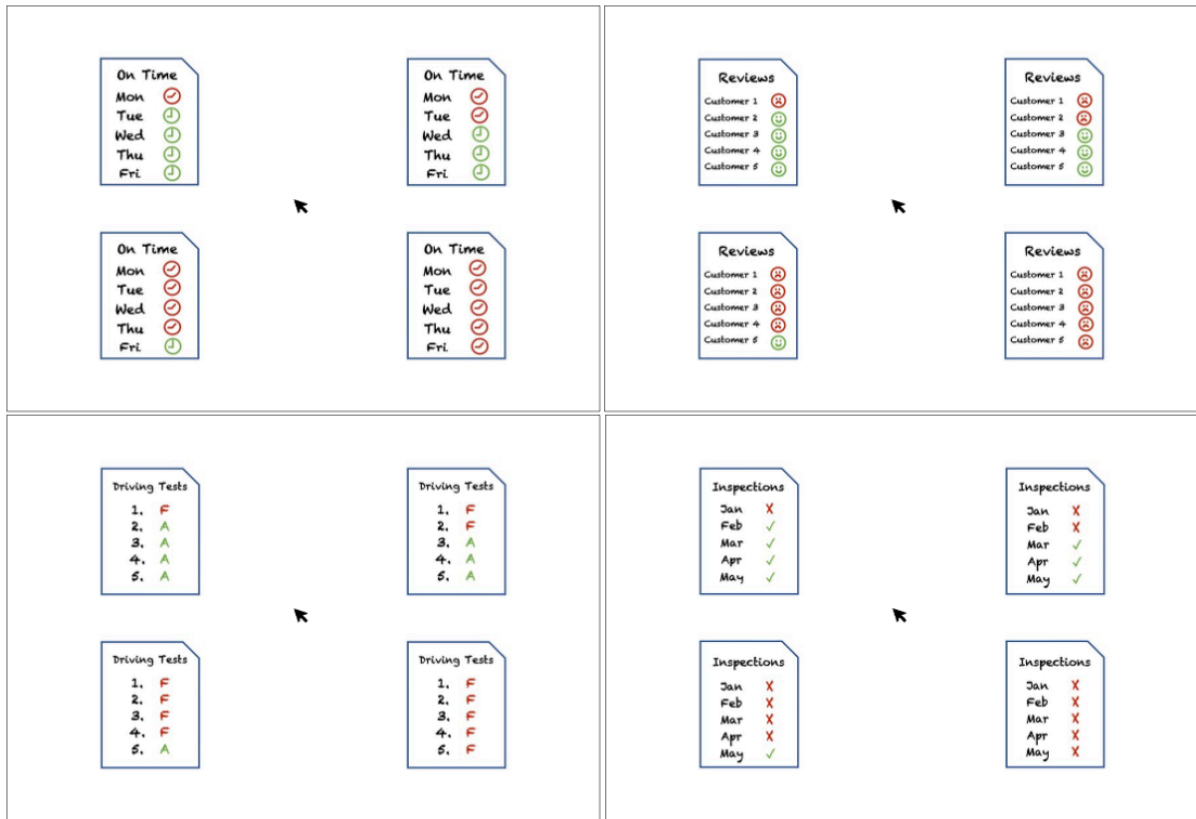 On Time
Mon
Tue
Wed
Thu
Fri
On Time
Mon
Tue
Wed
Thu
Fri
On Time
Mon
Tue
Wed
Thu
Fri
On Time
Mon
Tue
Wed
Thu
Fri
Reviews
Customer 1
Customer 2
Customer 3
Customer 4
Customer 5
Reviews
Customer 1
Customer 2
Customer 3
Customer 4
Customer 5
Reviews
Customer 1
Customer 2
Customer 3
Customer 4
Customer 5
Reviews
Customer 1
Customer 2
Customer 3
Customer 4
Customer 5
Driving Tests
1. F
2. A
3. A
4. A
5. A
Driving Tests
1. F
2. F
3. A
4. A
5. A
Driving Tests
1. F
2. F
3. F
4. F
5. A
Driving Tests
1. F
2. F
3. F
4. F
5. F
Inspections
Jan X
Feb ✓
Mar ✓
Apr ✓
May ✓
Inspections
Jan X
Feb X
Mar ✓
Apr ✓
May ✓
Inspections
Jan X
Feb X
Mar X
Apr X
May ✓
Inspections
Jan X
Feb X
Mar X
Apr X
May X